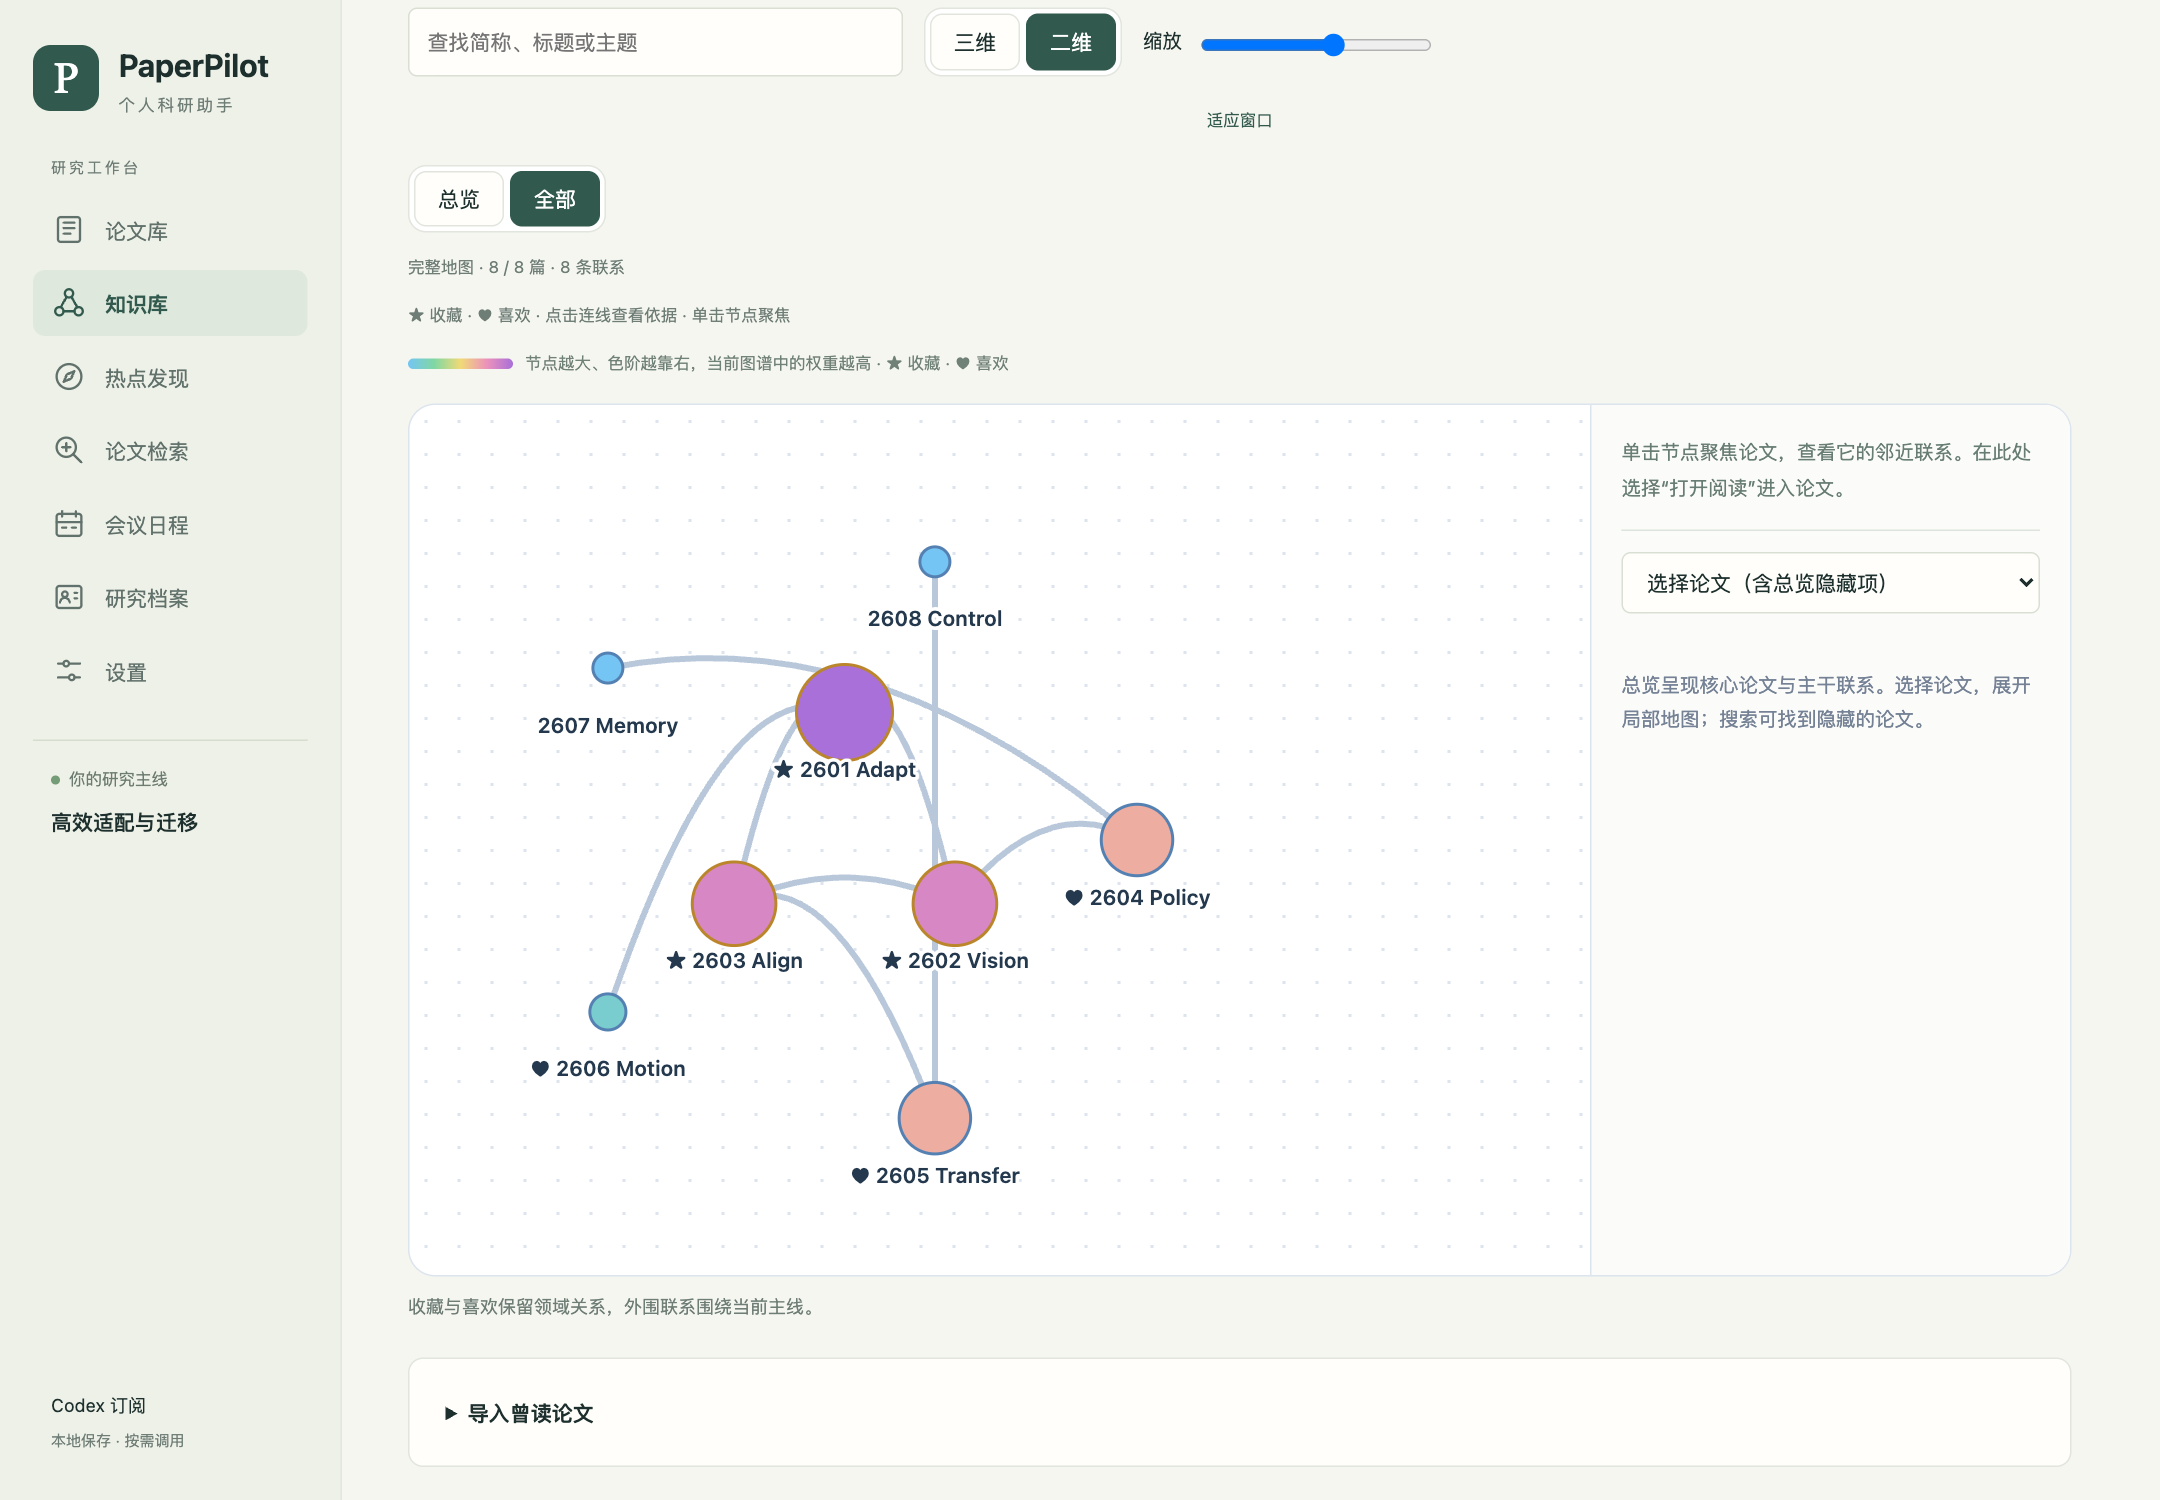 P
PaperPilot
个人科研助手
研究工作台
论文库
知识库
热点发现
论文检索
会议日程
研究档案
设置
你的研究主线
高效适配与迁移
Codex 订阅
本地保存 · 按需调用
查找简称、标题或主题
三维
二维
缩放
适应窗口
总览
全部
完整地图 · 8 / 8 篇 · 8 条联系
★ 收藏 · ♥ 喜欢 · 点击连线查看依据 · 单击节点聚焦
节点越大、色阶越靠右，当前图谱中的权重越高 · ★ 收藏 · ♥ 喜欢
2608 Control
2607 Memory
★ 2601 Adapt
♥ 2604 Policy
★ 2603 Align
★ 2602 Vision
♥ 2606 Motion
♥ 2605 Transfer
单击节点聚焦论文，查看它的邻近联系。在此处
选择“打开阅读”进入论文。
选择论文（含总览隐藏项）
总览呈现核心论文与主干联系。选择论文，展开
局部地图；搜索可找到隐藏的论文。
收藏与喜欢保留领域关系，外围联系围绕当前主线。
▶ 导入曾读论文